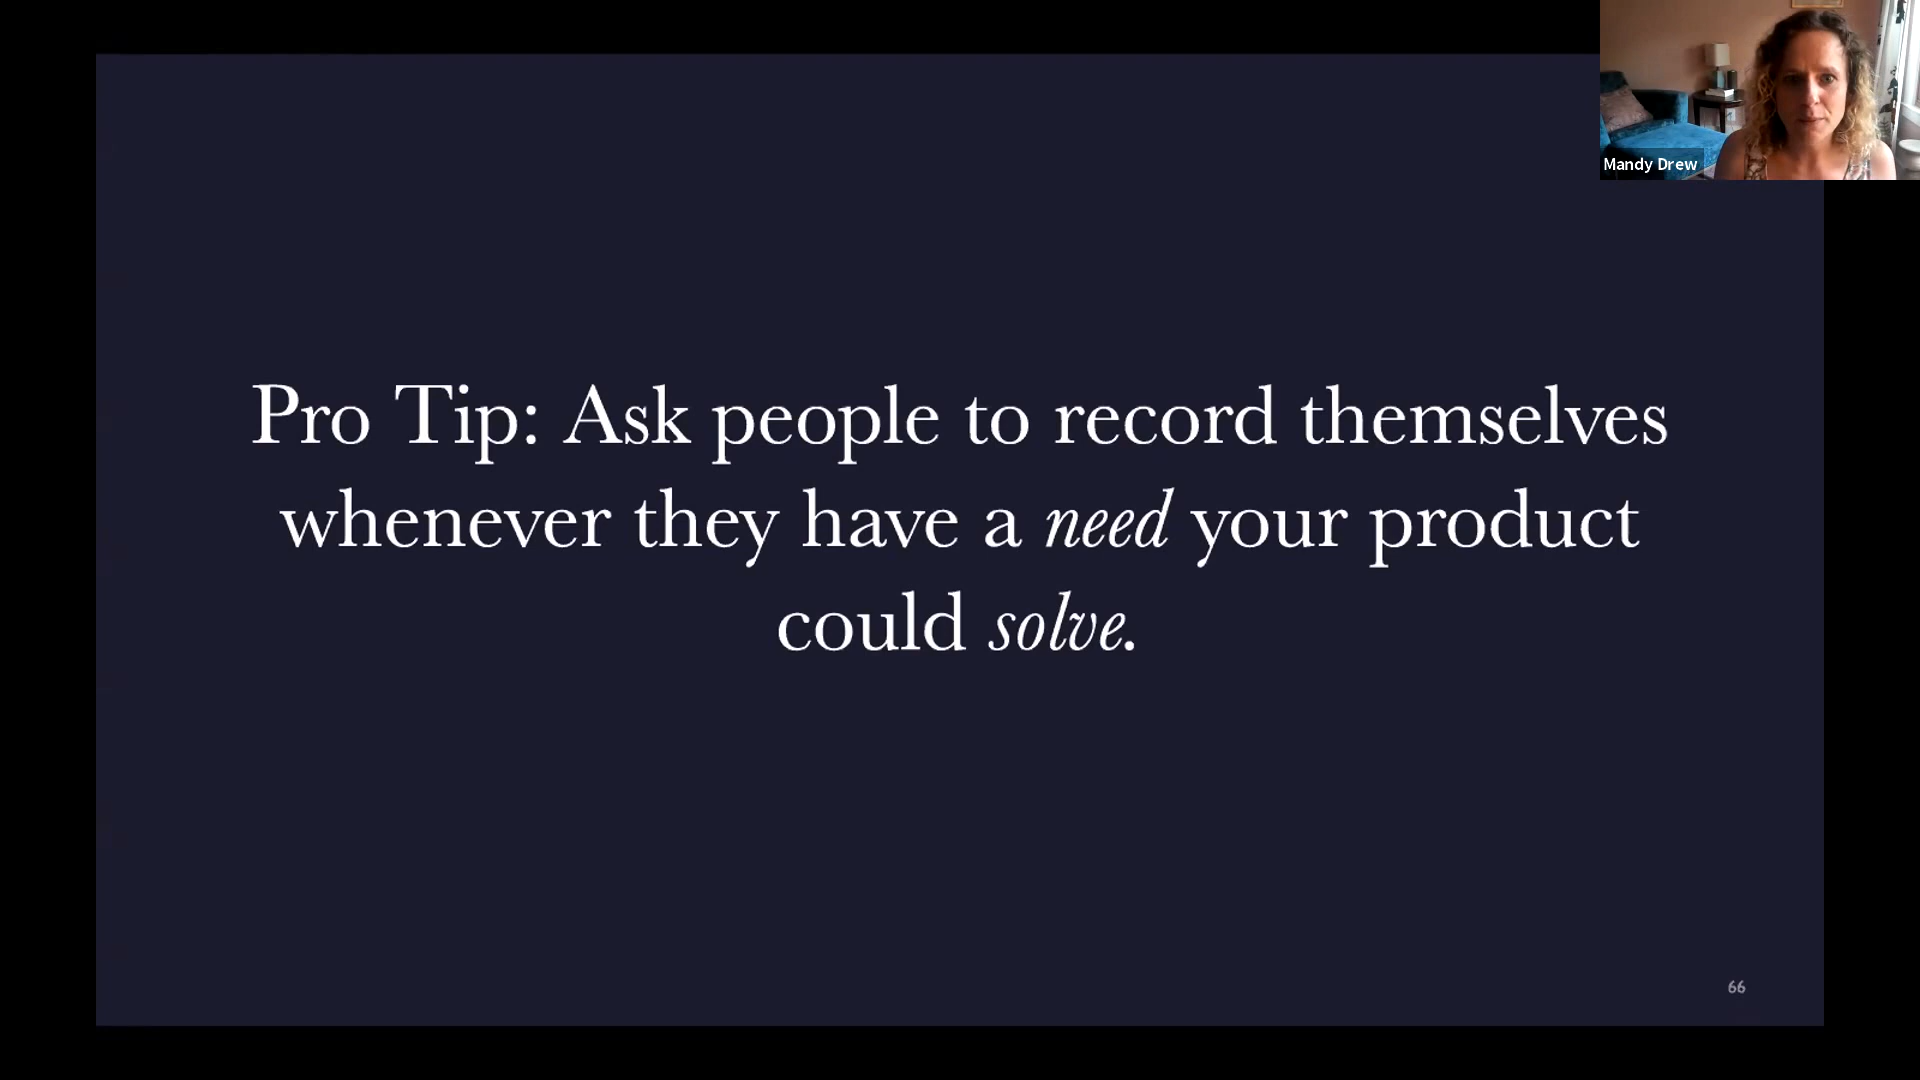 Mandy Drew
Pro Tip: Ask people to record themselves
whenever they have a need your product
could solve.
66